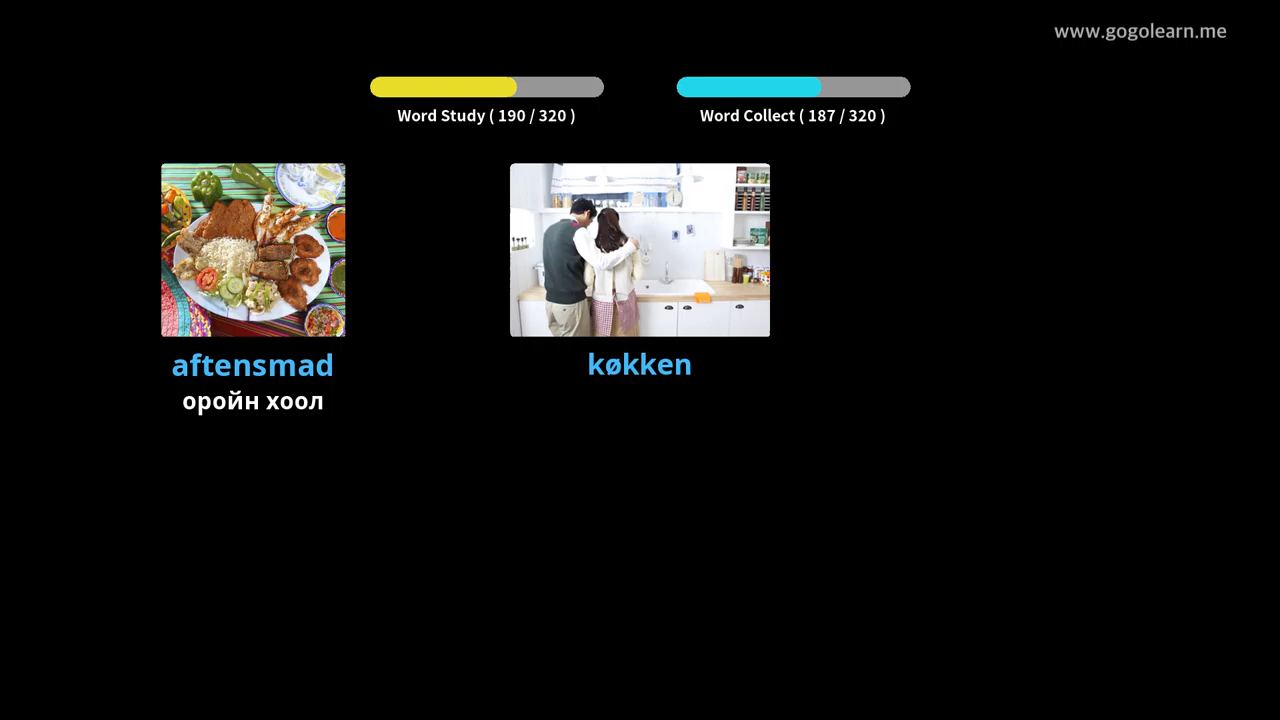 www.gogolearn.me
Word Study ( 190 / 320 )
Word Collect ( 187 / 320 )
aftensmad
køkken
оройн хоол